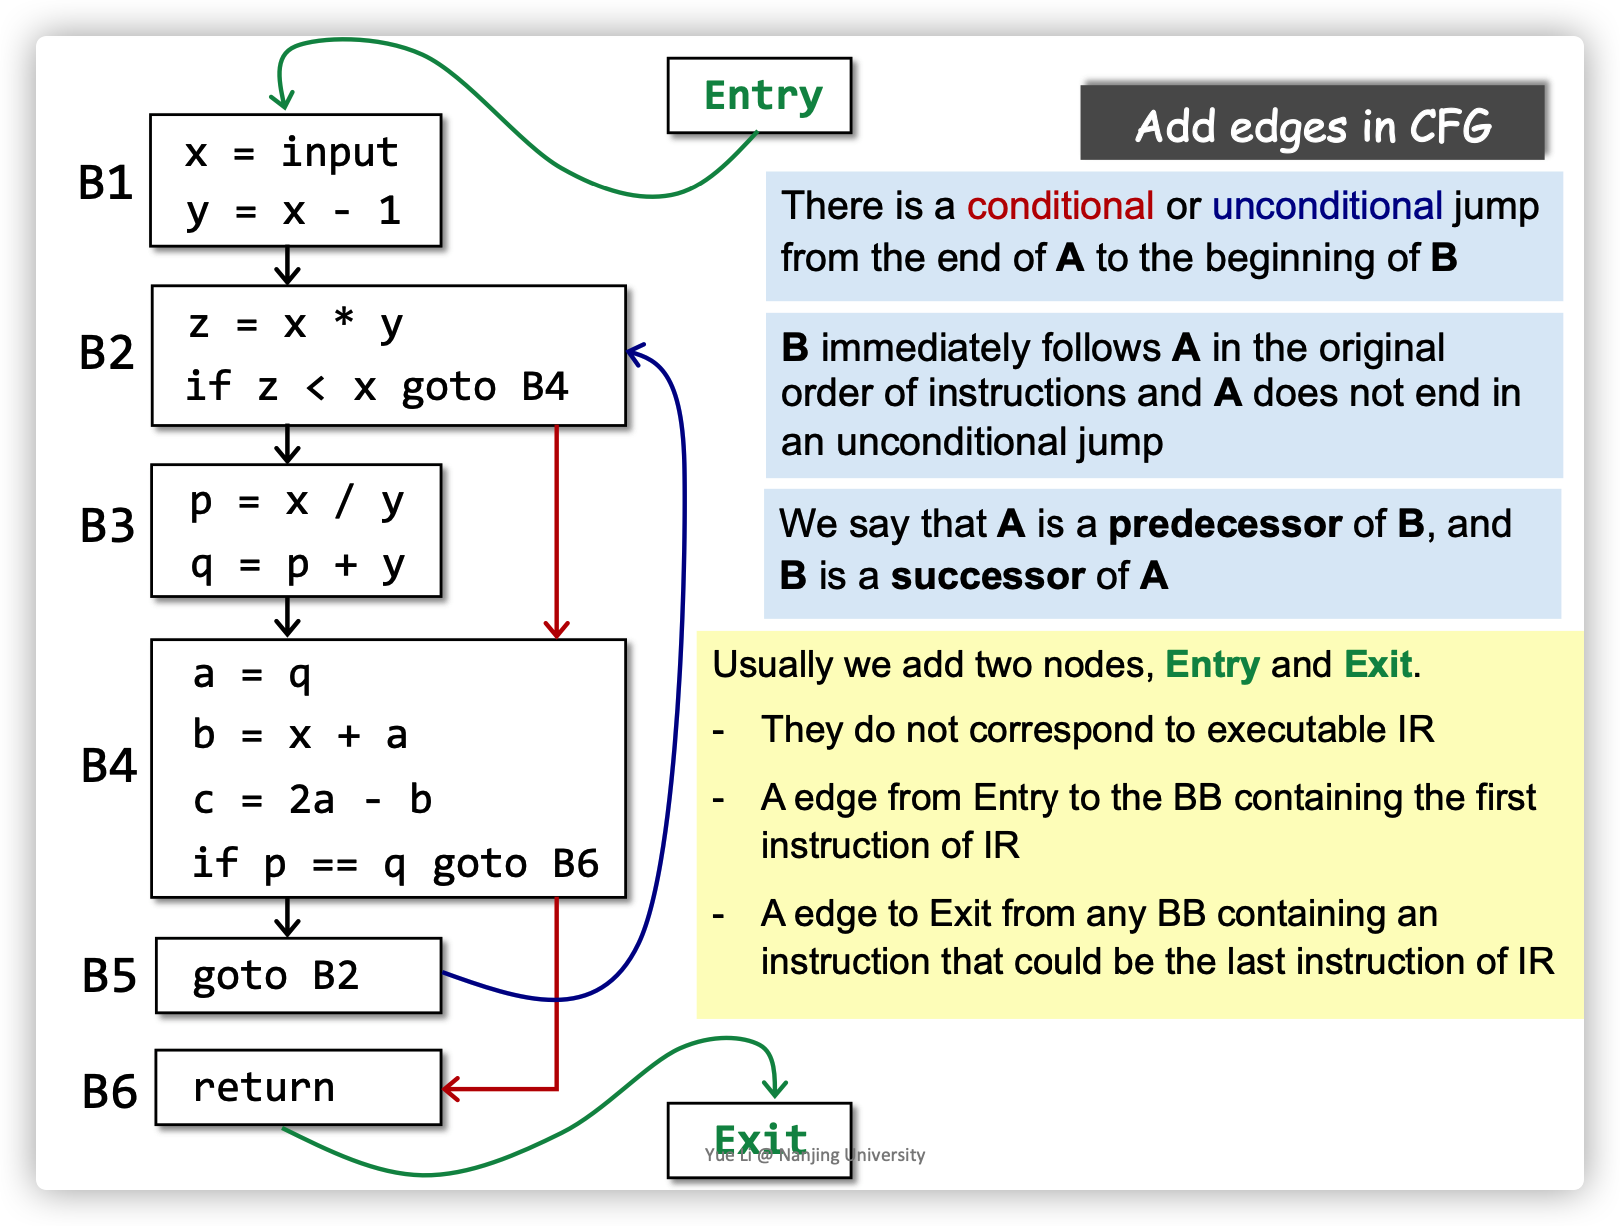 Entry
Add edges in CFG
B1
x = input
y = x - 1
B2
z = x * y
if z < x goto B4
B3
p = x / y
q = p + y
B4
a = q
b = x + a
c = 2a - b
if p == q goto B6
B5
goto B2
B6
return
There is a conditional or unconditional jump
from the end of A to the beginning of B
B immediately follows A in the original
order of instructions and A does not end in
an unconditional jump
We say that A is a predecessor of B, and
B is a successor of A
Usually we add two nodes, Entry and Exit.
- They do not correspond to executable IR
- A edge from Entry to the BB containing the first
instruction of IR
- A edge to Exit from any BB containing an
instruction that could be the last instruction of IR
Exit
Yue Li @ Nanjing University